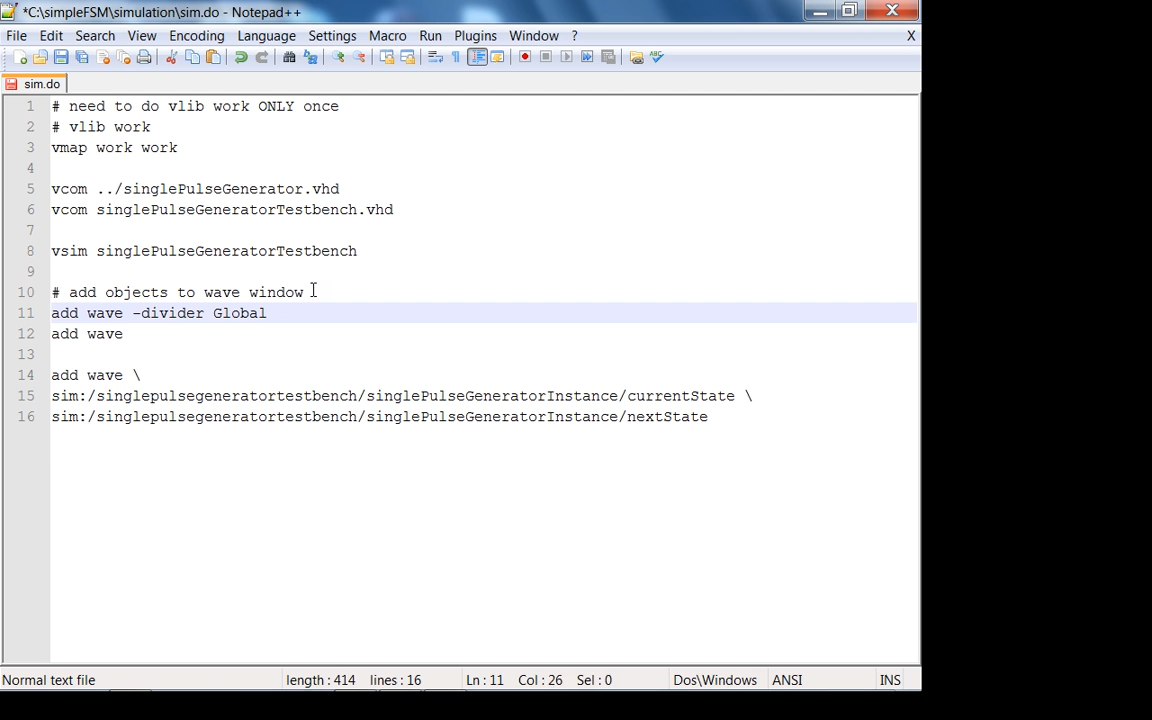 *C:\simpleFSM\simulation\sim.do - Notepad++
File Edit Search View Encoding Language Settings Macro Run Plugins Window ? X
sim.do
1 # need to do vlib work ONLY once
2 # vlib work
3 vmap work work
4
5 vcom ../singlePulseGenerator.vhd
6 vcom singlePulseGeneratorTestbench.vhd
7
8 vsim singlePulseGeneratorTestbench
9
10 # add objects to wave window
11 add wave -divider Global
12 add wave
13
14 add wave \
15 sim:/singlepulsegeneratortestbench/singlePulseGeneratorInstance/currentState \
16 sim:/singlepulsegeneratortestbench/singlePulseGeneratorInstance/nextState
Normal text file length : 414 lines : 16 Ln : 11 Col : 26 Sel : 0 Dos\Windows ANSI INS